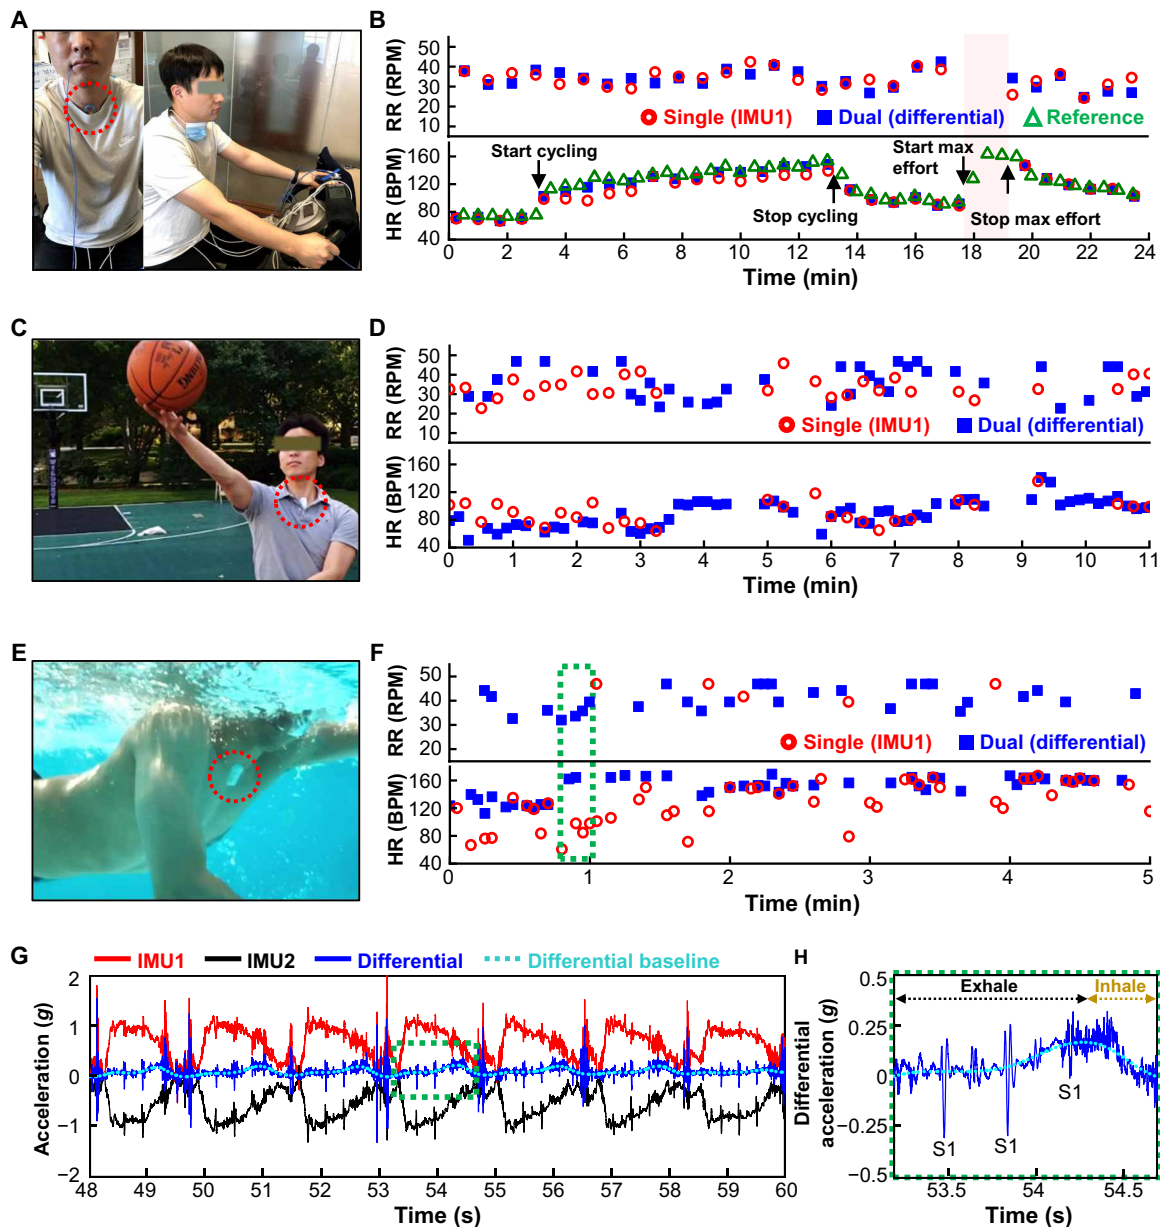 A
B
RR (RPM)
50
40
30
20
10
Single (IMU1)
Dual (differential)
Reference
HR (BPM)
160
120
80
40
Start cycling
Stop cycling
Start max
effort
Stop max effort
0 2 4 6 8 10 12 14 16 18 20 22 24
Time (min)
C
D
RR (RPM)
50
40
30
20
10
Single (IMU1)
Dual (differential)
HR (BPM)
160
120
80
40
0 1 2 3 4 5 6 7 8 9 10 11
Time (min)
E
F
RR (RPM)
50
40
30
20
Single (IMU1)
Dual (differential)
HR (BPM)
160
120
80
40
0 1 2 3 4 5
Time (min)
G
IMU1
IMU2
Differential
Differential baseline
Acceleration (g)
2
1
0
−1
−2
48 49 50 51 52 53 54 55 56 57 58 59 60
Time (s)
H
Differential
acceleration (g)
0.5
0.25
0
−0.25
−0.5
Exhale
Inhale
S1
S1
S1
53.5 54 54.5
Time (s)